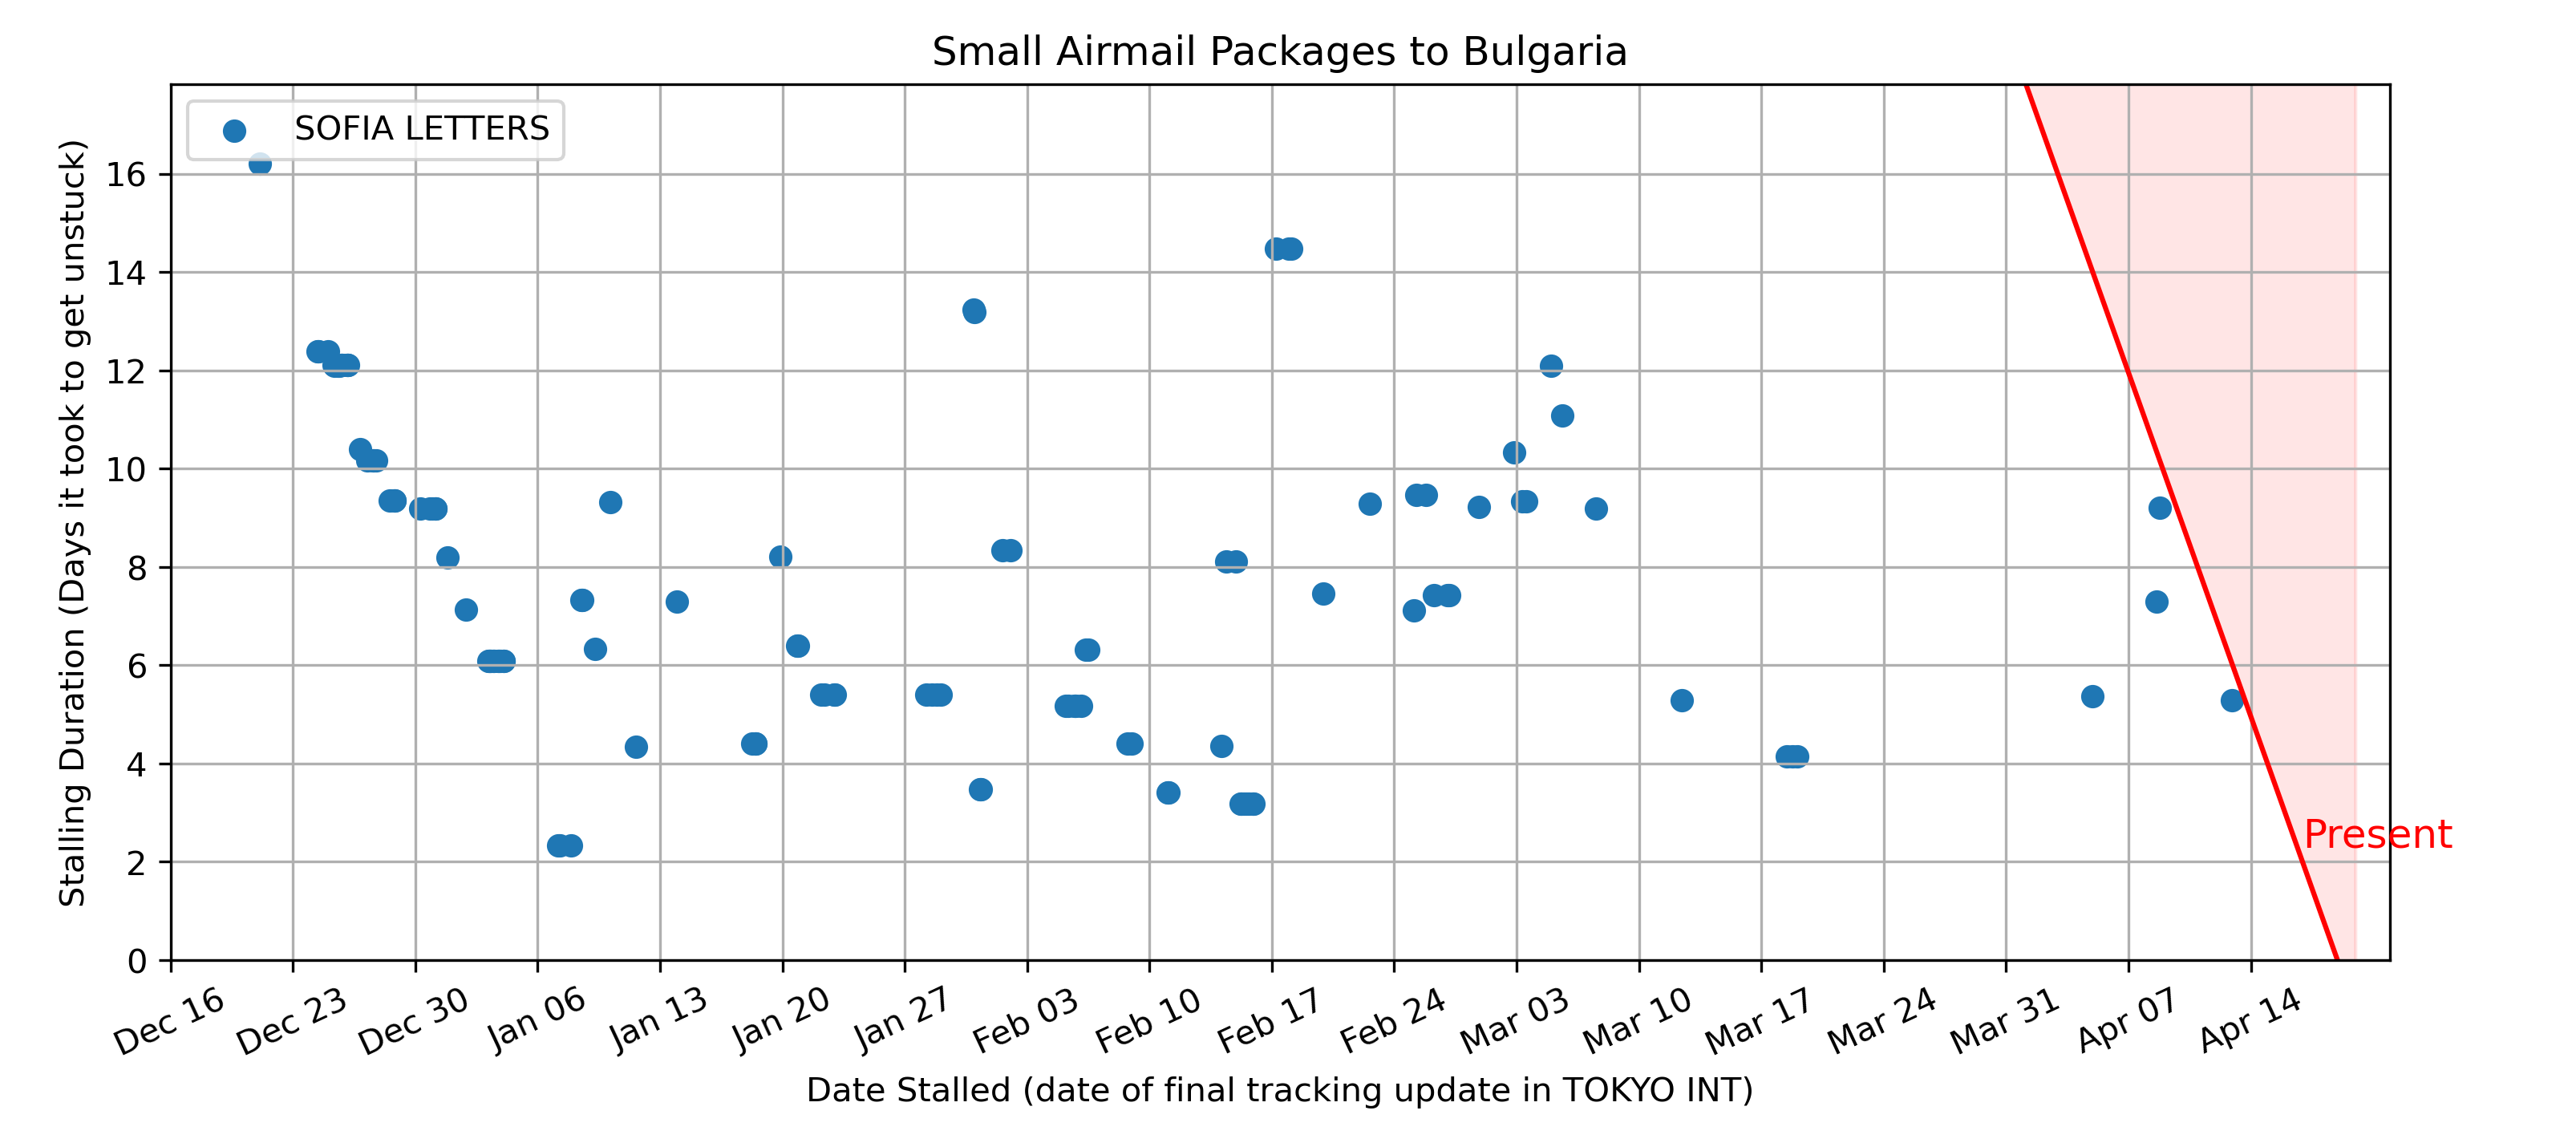 Small Airmail Packages to Bulgaria
SOFIA LETTERS
Stalling Duration (Days it took to get unstuck)
16
14
12
10
8
6
4
2
0
Present
Dec 16
Dec 23
Dec 30
Jan 06
Jan 13
Jan 20
Jan 27
Feb 03
Feb 10
Feb 17
Feb 24
Mar 03
Mar 10
Mar 17
Mar 24
Mar 31
Apr 07
Apr 14
Date Stalled (date of final tracking update in TOKYO INT)